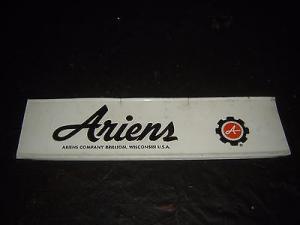 Ariens
ARIENS COMPANY BRILLION, WISCONSIN U.S.A.
A
®